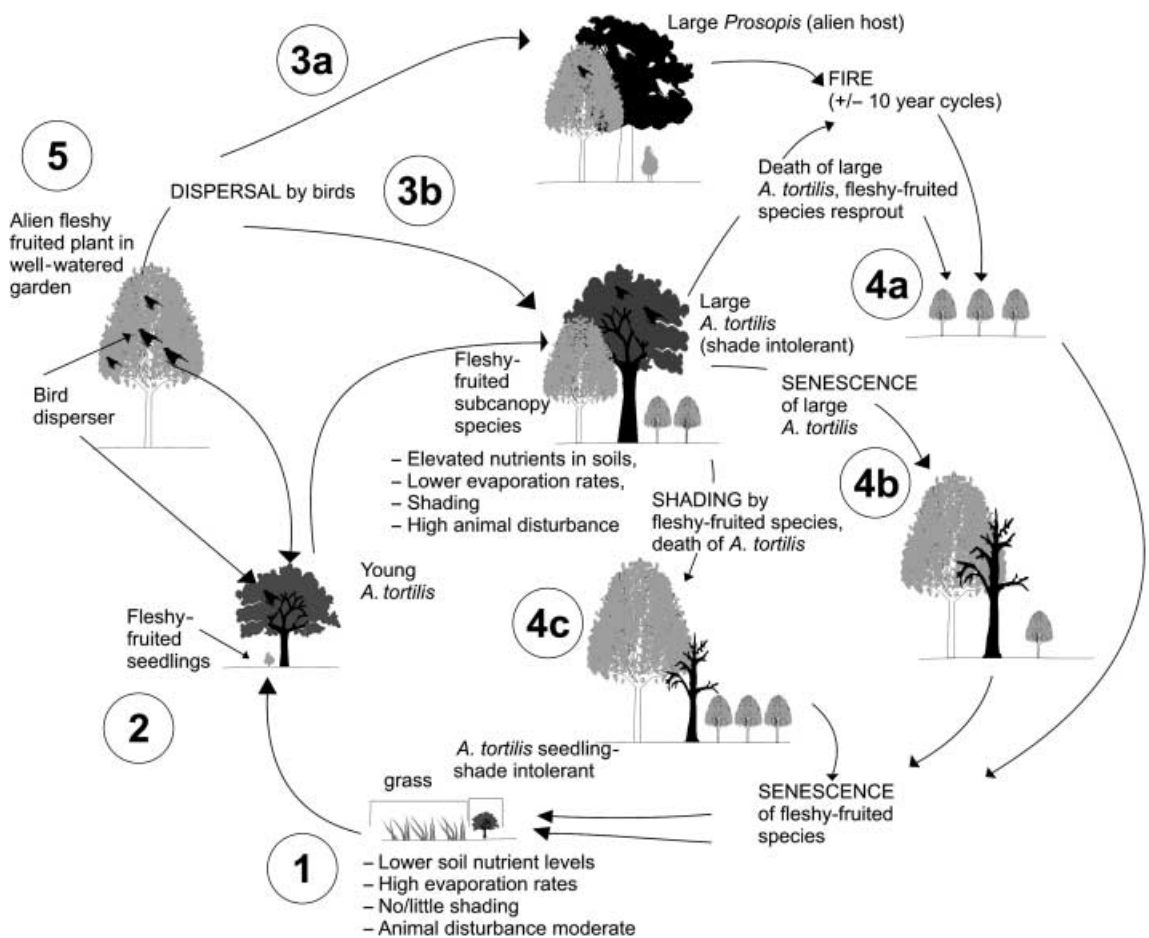 Large Prosopis (alien host)
3a
FIRE
(+/– 10 year cycles)
5
DISPERSAL by birds
3b
Death of large
A. tortilis, fleshy-fruited
species resprout
Alien fleshy
fruited plant in
well-watered
garden
4a
Large
A. tortilis
(shade intolerant)
Fleshy-
fruited
subcanopy
species
Bird
disperser
SENESCENCE
of large
A. tortilis
– Elevated nutrients in soils,
– Lower evaporation rates,
– Shading
– High animal disturbance
4b
SHADING by
fleshy-fruited species,
death of A. tortilis
Young
A. tortilis
4c
Fleshy-
fruited
seedlings
2
A. tortilis seedling-
shade intolerant
grass
SENESCENCE
of fleshy-fruited
species
1
– Lower soil nutrient levels
– High evaporation rates
– No/little shading
– Animal disturbance moderate